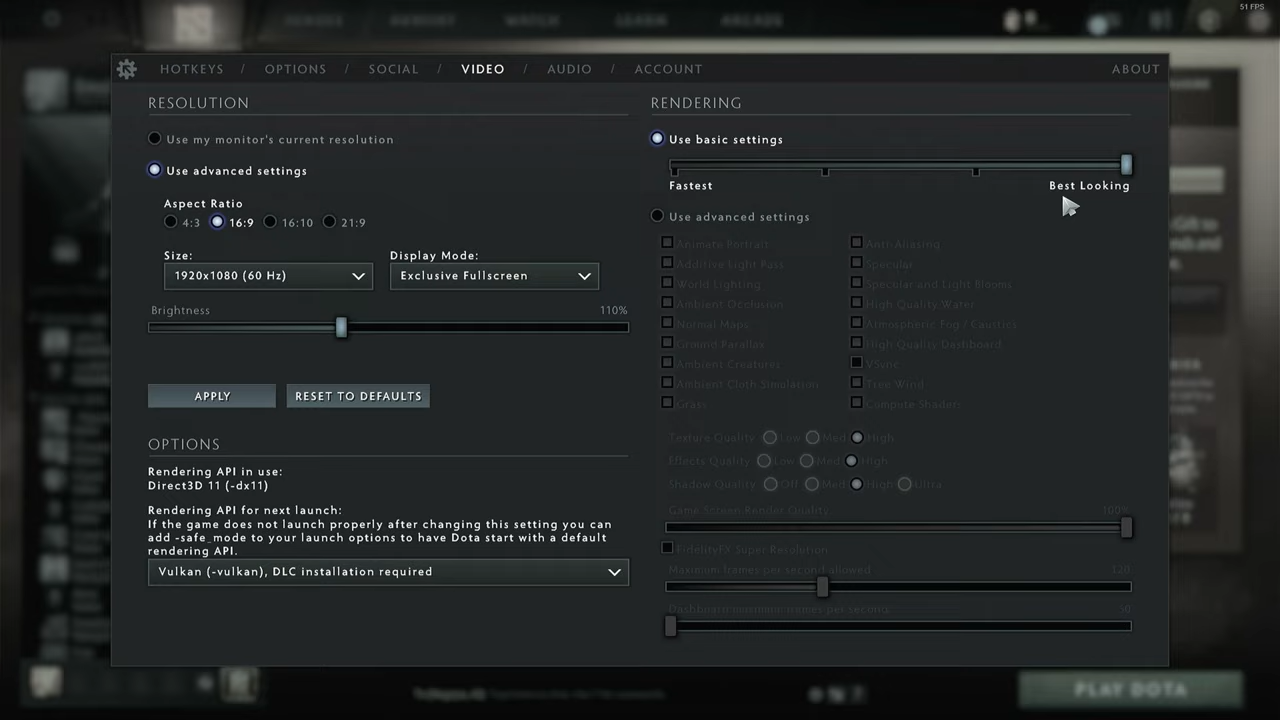 51 FPS
HEROES
WATCH
LEARN
ARCADE
HOTKEYS / OPTIONS / SOCIAL / VIDEO / AUDIO / ACCOUNT
ABOUT
RESOLUTION
Use my monitor's current resolution
Use advanced settings
Aspect Ratio
4:3 16:9 16:10 21:9
Size:
Display Mode:
1920x1080 (60 Hz)
Exclusive Fullscreen
Brightness 110%
APPLY
RESET TO DEFAULTS
OPTIONS
Rendering API in use:
Direct3D 11 (-dx11)
Rendering API for next launch:
If the game does not launch properly after changing this setting you can
add -safe_mode to your launch options to have Dota start with a default
rendering API.
Vulkan (-vulkan), DLC installation required
RENDERING
Use basic settings
Fastest
Best Looking
Use advanced settings
Animate Portrait
Additive Light Pass
World Lighting
Ambient Occlusion
Normal Maps
Ground Parallax
Ambient Creatures
Ambient Cloth Simulation
Grass
Anti-Aliasing
Specular
Specular and Light Blooms
High Quality Water
Atmospheric Fog / Caustics
High Quality Dashboard
VSync
Tree Wind
Compute Shaders
Texture Quality Low Med High
Effects Quality Low Med High
Shadow Quality Off Med High Ultra
Game Screen Render Quality 100%
FidelityFX Super Resolution
Maximum frames per second allowed 120
Dashboard maximum frames per second 30
PLAY DOTA